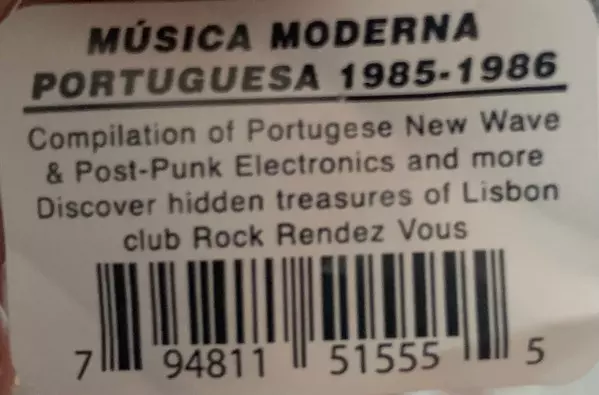 MÚSICA MODERNA
PORTUGUESA 1985-1986
Compilation of Portugese New Wave
& Post-Punk Electronics and more
Discover hidden treasures of Lisbon
club Rock Rendez Vous
7 94811 51555 5